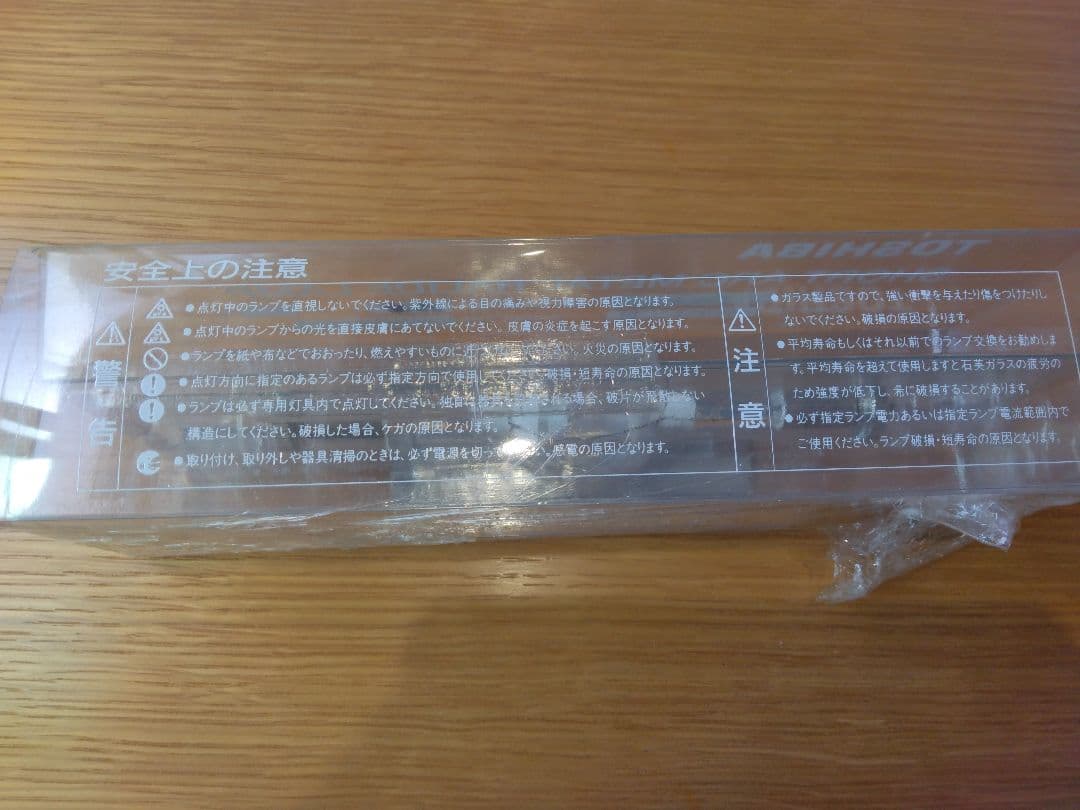 安全上の注意
警告
●点灯中のランプを直視しないでください。紫外線による目の痛みや視力障害の原因となります。
●点灯中のランプからの光を直接皮膚にあてないでください。皮膚の炎症を起こす原因となります。
●ランプを紙や布などでおおったり、燃えやすいものに近づ さい。火災の原因となります。
●点灯方向に指定のあるランプは必ず指定方向で使用し 破損・短寿命の原因となります。
●ランプは必ず専用灯具内で点灯してください。独自 される場合、破片が飛散しない
構造にしてください。破損した場合、ケガの原因となります。
●取り付け、取り外しや器具清掃のときは、必ず電源を切って 感電の原因となります。
注意
●ガラス製品ですので、強い衝撃を与えたり傷をつけたりし
ないでください。破損の原因となります。
●平均寿命もしくはそれ以前でのランプ交換をお勧めしま
す。平均寿命を超えて使用しますと石英ガラスの疲労の
ため強度が低下し、希に破損することがあります。
●必ず指定ランプ電力あるいは指定ランプ電流範囲内で
ご使用ください。ランプ破損・短寿命の原因となります。
TOSHIBA